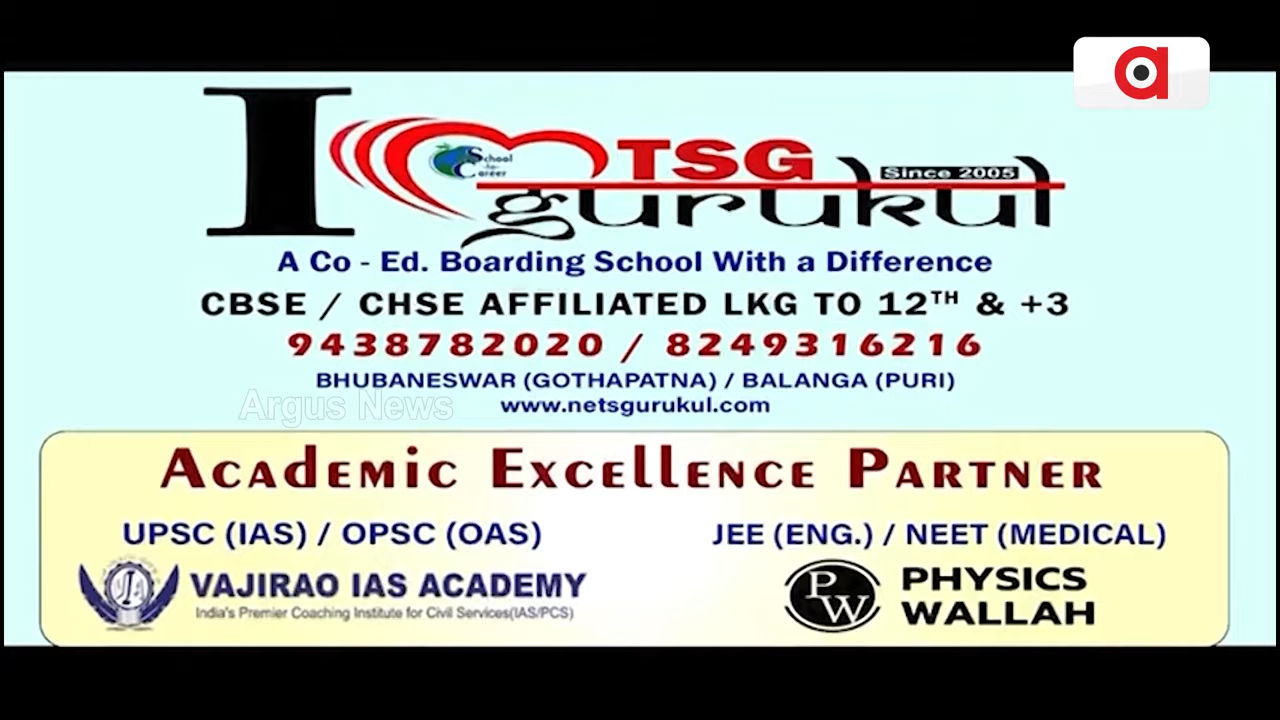 a
I TSG
School
-to-
Career
Since 2005
gurukul
A Co - Ed. Boarding School With a Difference
CBSE / CHSE AFFILIATED LKG TO 12TH & +3
9438782020 / 8249316216
BHUBANESWAR (GOTHAPATNA) / BALANGA (PURI)
Argus News
www.netsgurukul.com
Academic Excellence Partner
UPSC (IAS) / OPSC (OAS)
JEE (ENG.) / NEET (MEDICAL)
VAJIRAO IAS ACADEMY
India's Premier Coaching Institute for Civil Services(IAS/PCS)
PW
PHYSICS
WALLAH